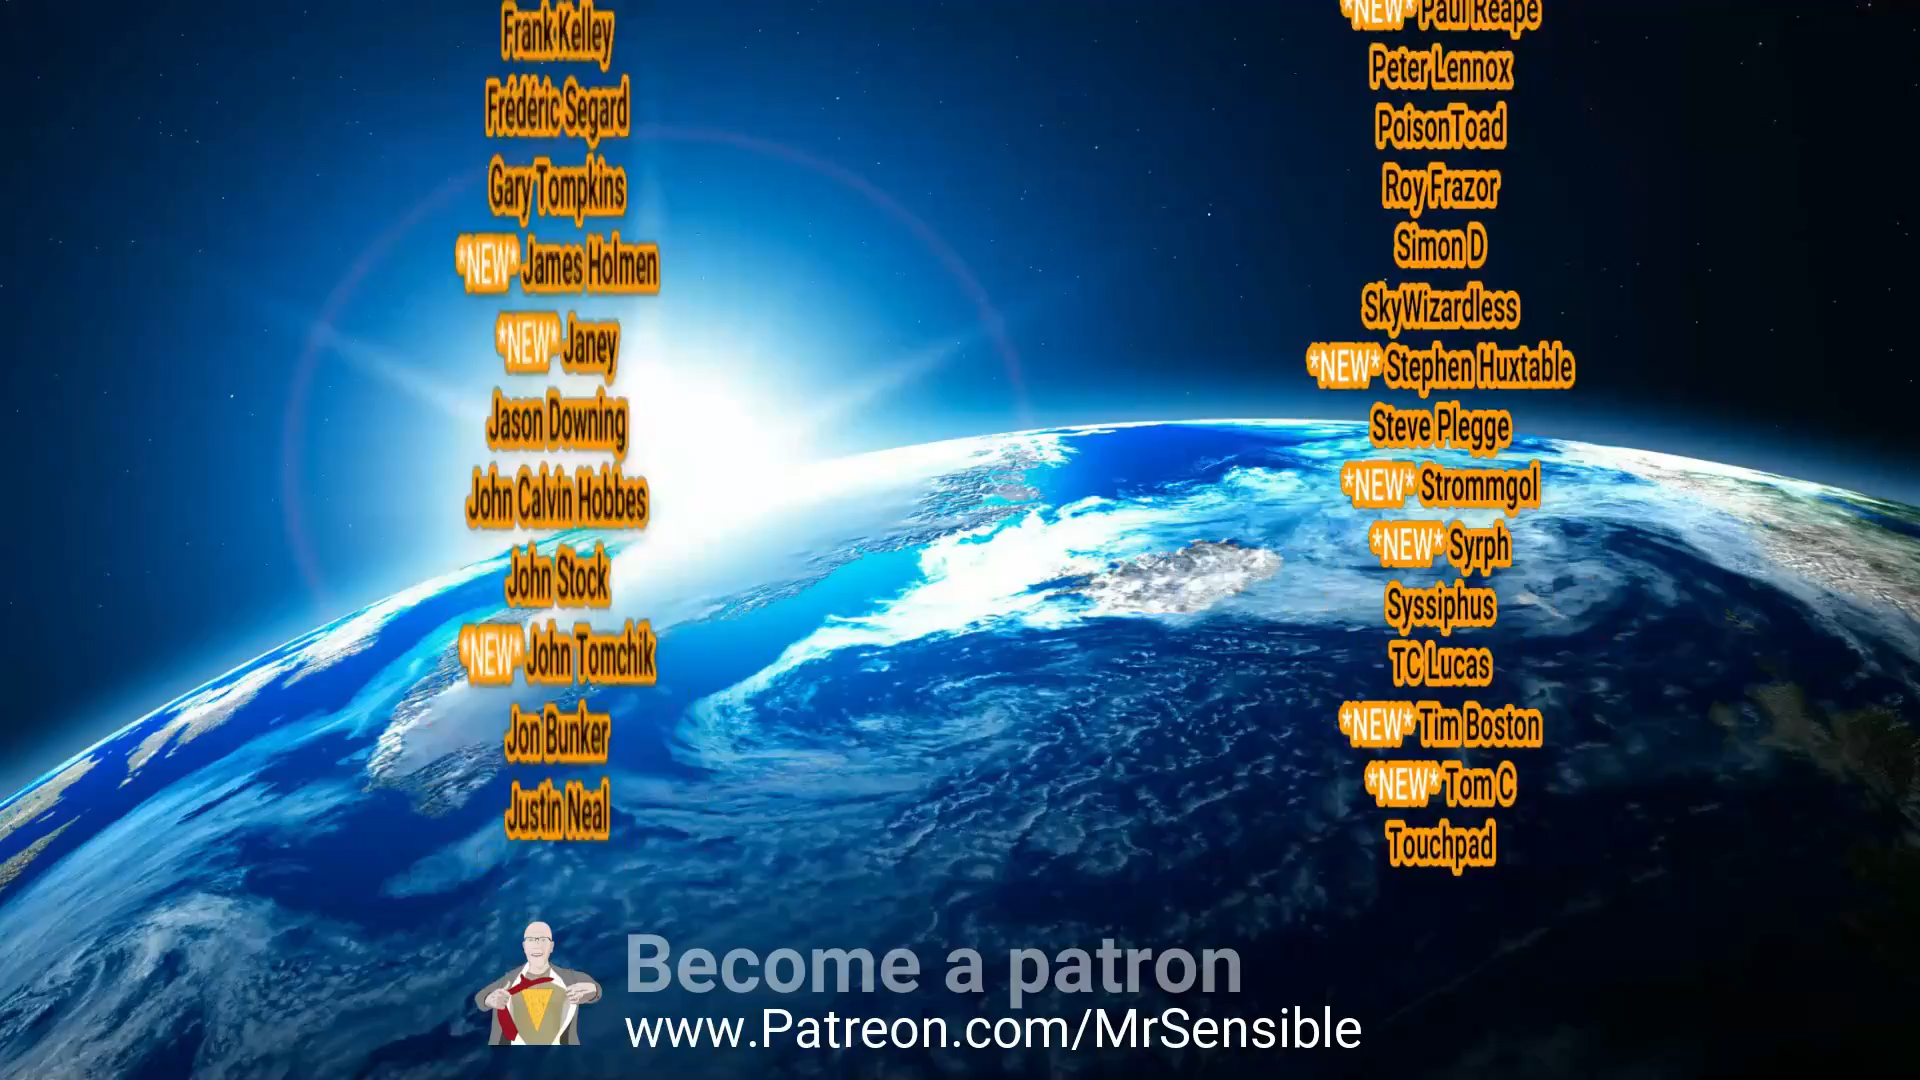 Frank Kelley
Frédéric Segard
Gary Tompkins
*NEW* James Holmen
*NEW* Janey
Jason Downing
John Calvin Hobbes
John Stock
*NEW* John Tomchik
Jon Bunker
Justin Neal
*NEW* Paul Reape
Peter Lennox
PoisonToad
Roy Frazor
Simon D
SkyWizardless
*NEW* Stephen Huxtable
Steve Plegge
*NEW* Strommgol
*NEW* Syrph
Syssiphus
TC Lucas
*NEW* Tim Boston
*NEW* Tom C
Touchpad
Become a patron
www.Patreon.com/MrSensible